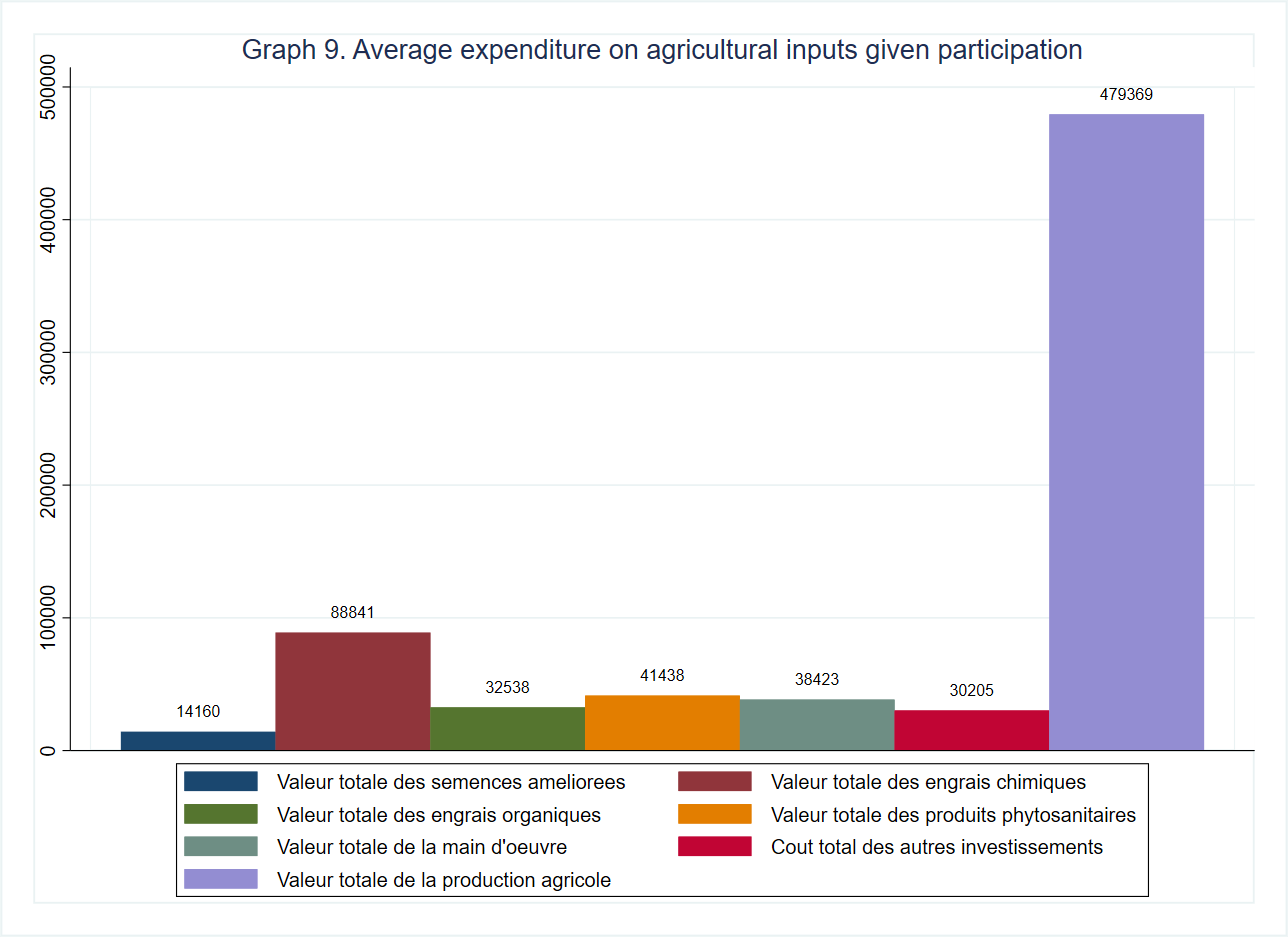 Graph 9. Average expenditure on agricultural inputs given participation
500000
400000
300000
200000
100000
0
14160
88841
32538
41438
38423
30205
479369
Valeur totale des semences ameliorees
Valeur totale des engrais chimiques
Valeur totale des engrais organiques
Valeur totale des produits phytosanitaires
Valeur totale de la main d'oeuvre
Cout total des autres investissements
Valeur totale de la production agricole